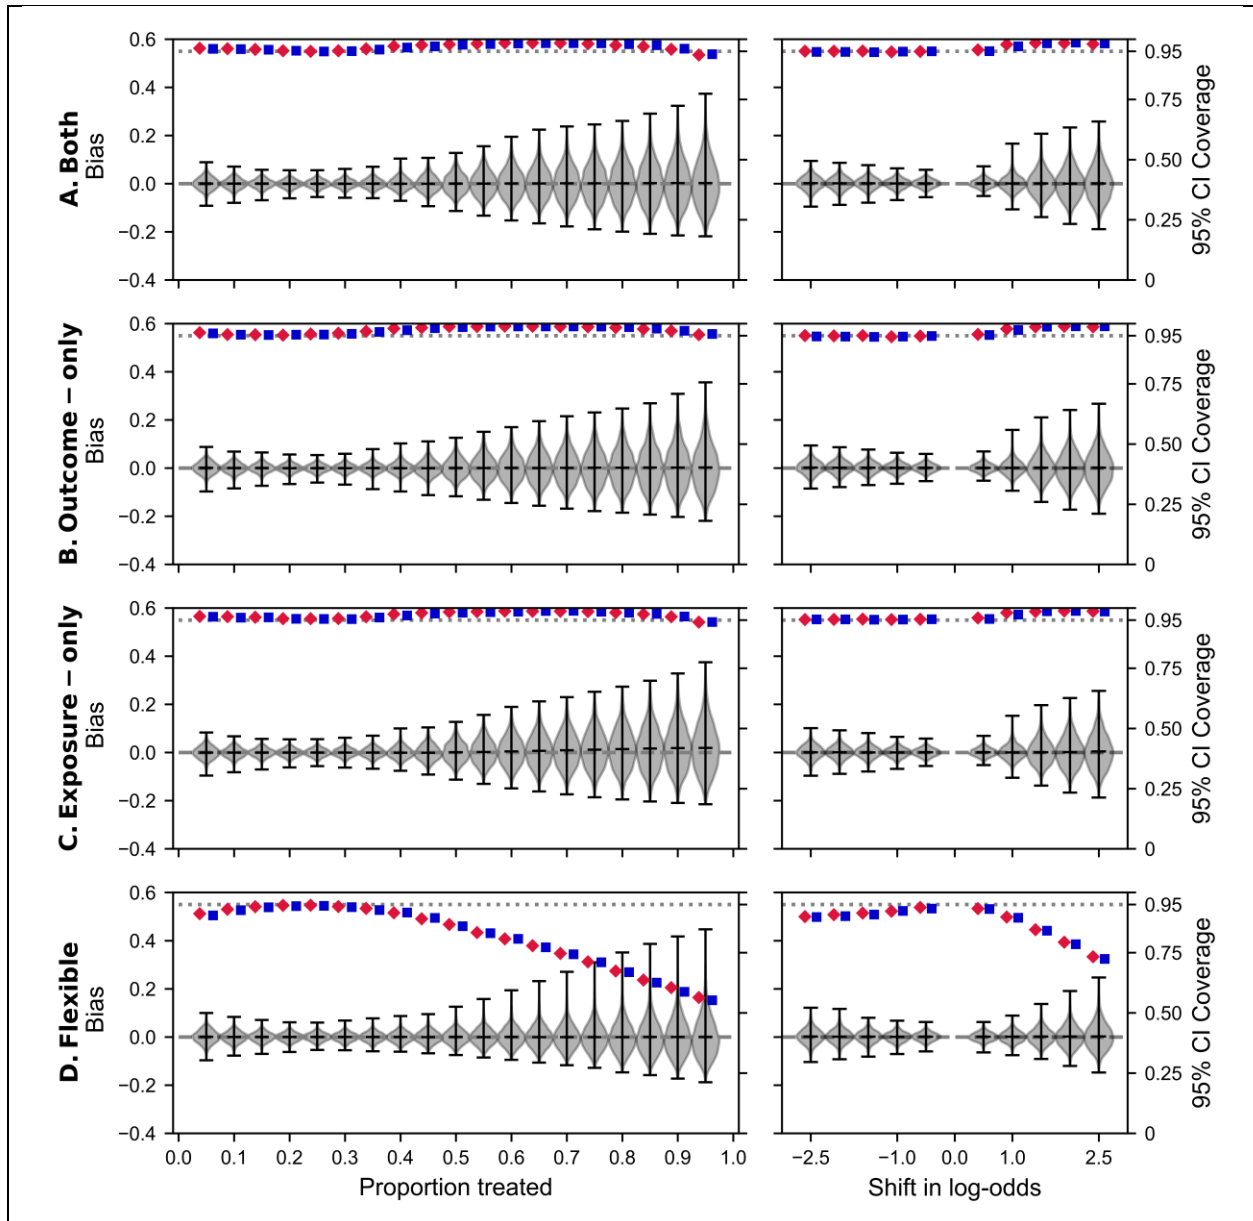 A. Both
Bias
0.6
0.4
0.2
0.0
−0.2
−0.4
0.95
0.75
0.50
0.25
0
95% CI Coverage
B. Outcome − only
Bias
0.6
0.4
0.2
0.0
−0.2
−0.4
0.95
0.75
0.50
0.25
0
95% CI Coverage
C. Exposure − only
Bias
0.6
0.4
0.2
0.0
−0.2
−0.4
0.95
0.75
0.50
0.25
0
95% CI Coverage
D. Flexible
Bias
0.6
0.4
0.2
0.0
−0.2
−0.4
0.95
0.75
0.50
0.25
0
95% CI Coverage
0.0 0.1 0.2 0.3 0.4 0.5 0.6 0.7 0.8 0.9 1.0
Proportion treated
−2.5 −1.0 0.0 1.0 2.5
Shift in log-odds